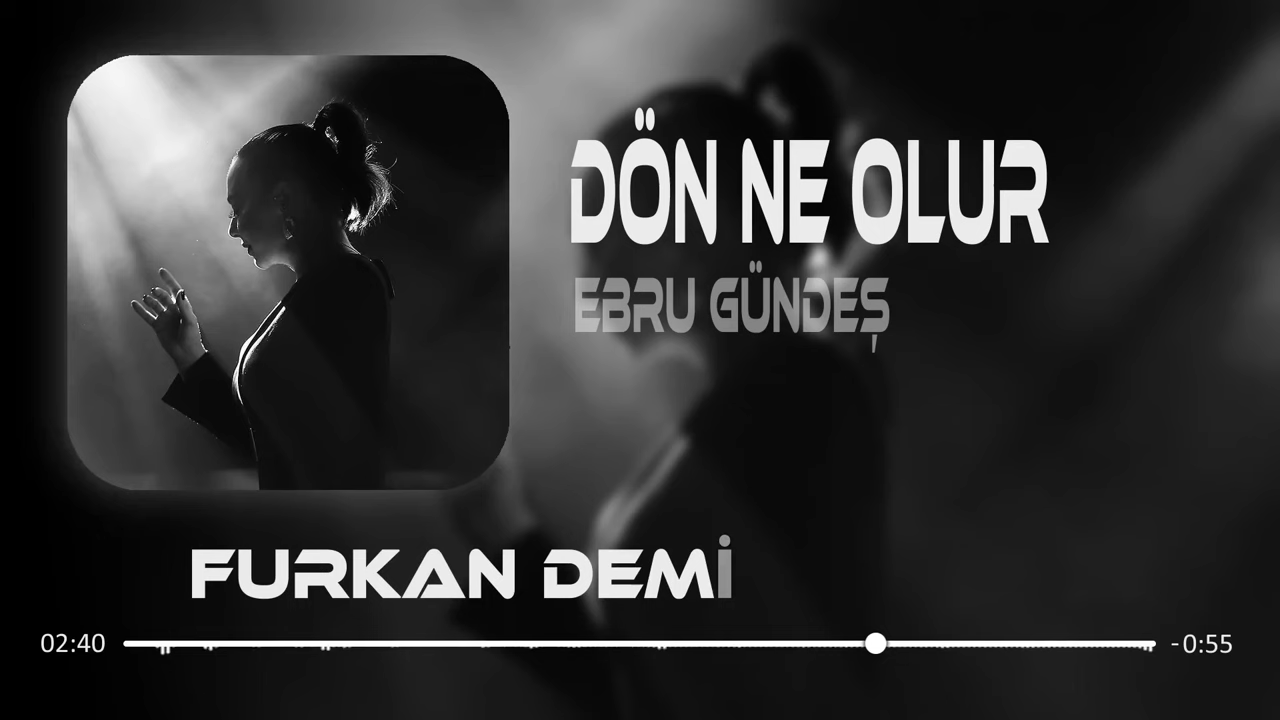 DÖN NE OLUR
EBRU GÜNDEŞ
FURKAN DEMİ
02:40
-0:55